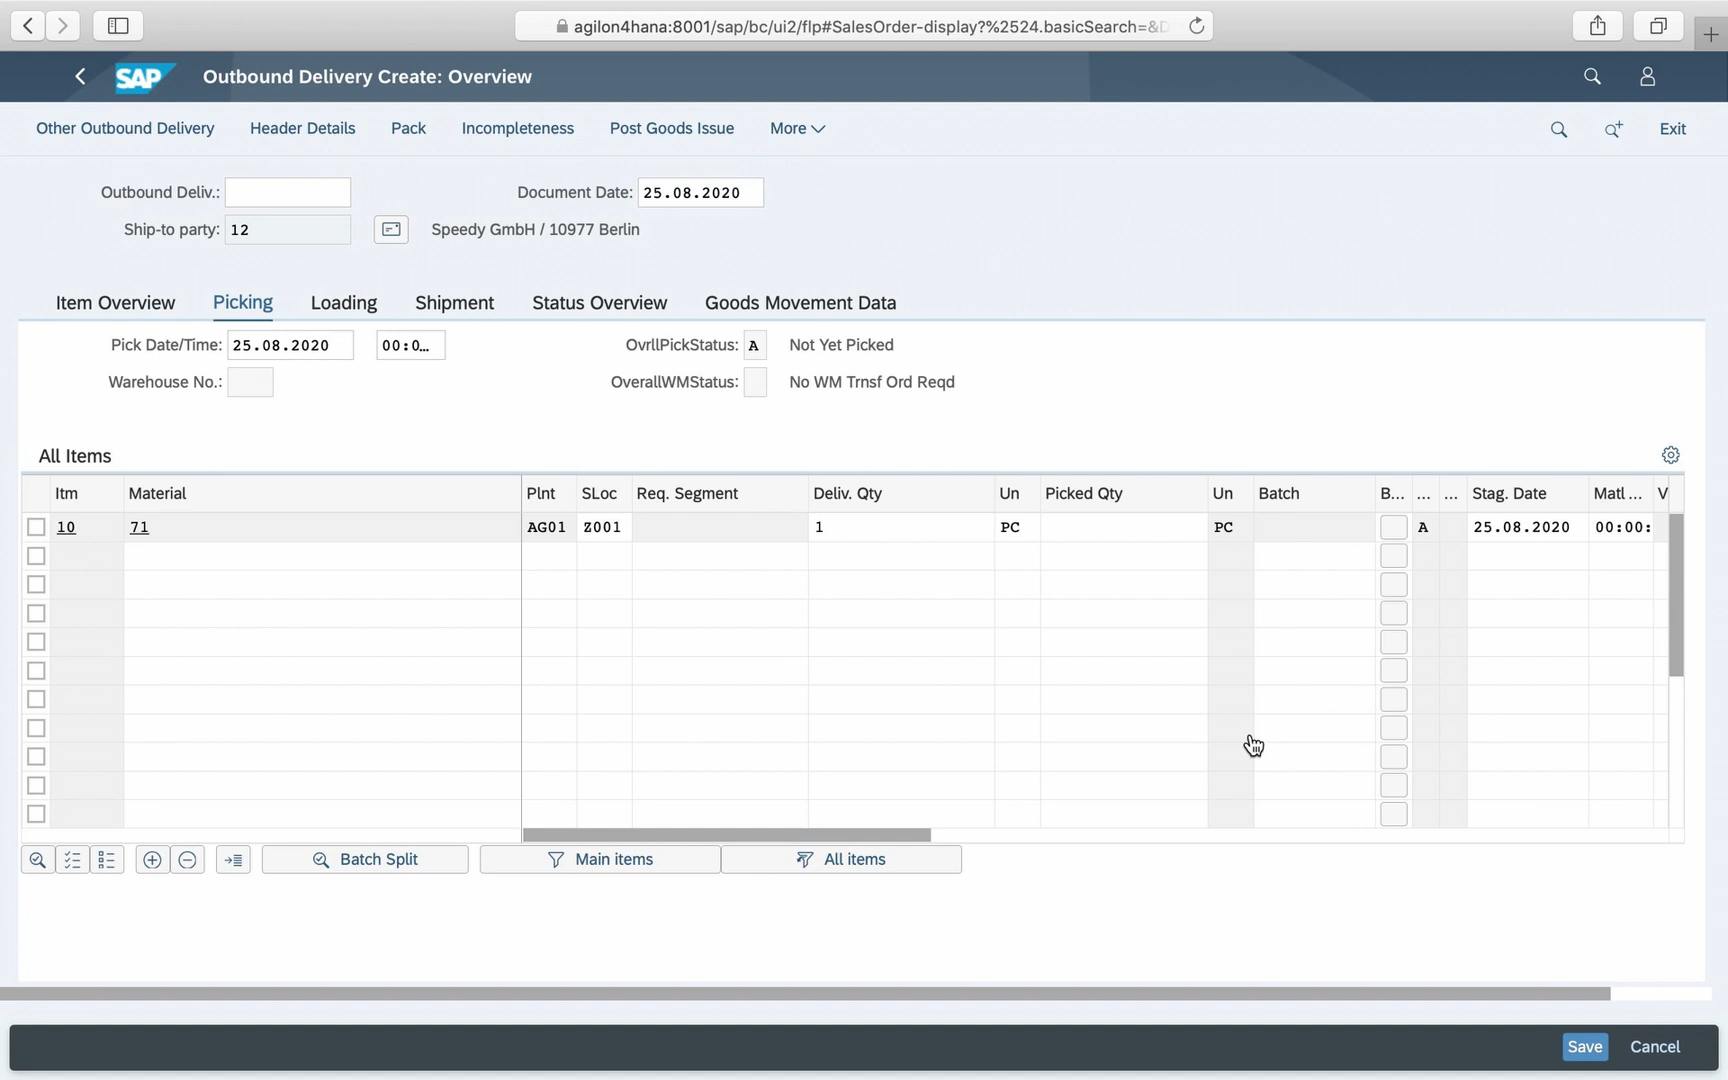 agilon4hana:8001/sap/bc/ui2/flp#SalesOrder-display?%2524.basicSearch=&D
SAP Outbound Delivery Create: Overview
Other Outbound Delivery Header Details Pack Incompleteness Post Goods Issue More Exit
Outbound Deliv.: Document Date: 25.08.2020
Ship-to party: 12 Speedy GmbH / 10977 Berlin
Item Overview Picking Loading Shipment Status Overview Goods Movement Data
Pick Date/Time: 25.08.2020 00:0... OvrllPickStatus: A Not Yet Picked
Warehouse No.: OverallWMStatus: No WM Trnsf Ord Reqd
All Items
Itm Material Plnt SLoc Req. Segment Deliv. Qty Un Picked Qty Un Batch B... ... ... Stag. Date Matl ... V
10 71 AG01 Z001 1 PC PC A 25.08.2020 00:00:
Batch Split Main items All items
Save Cancel